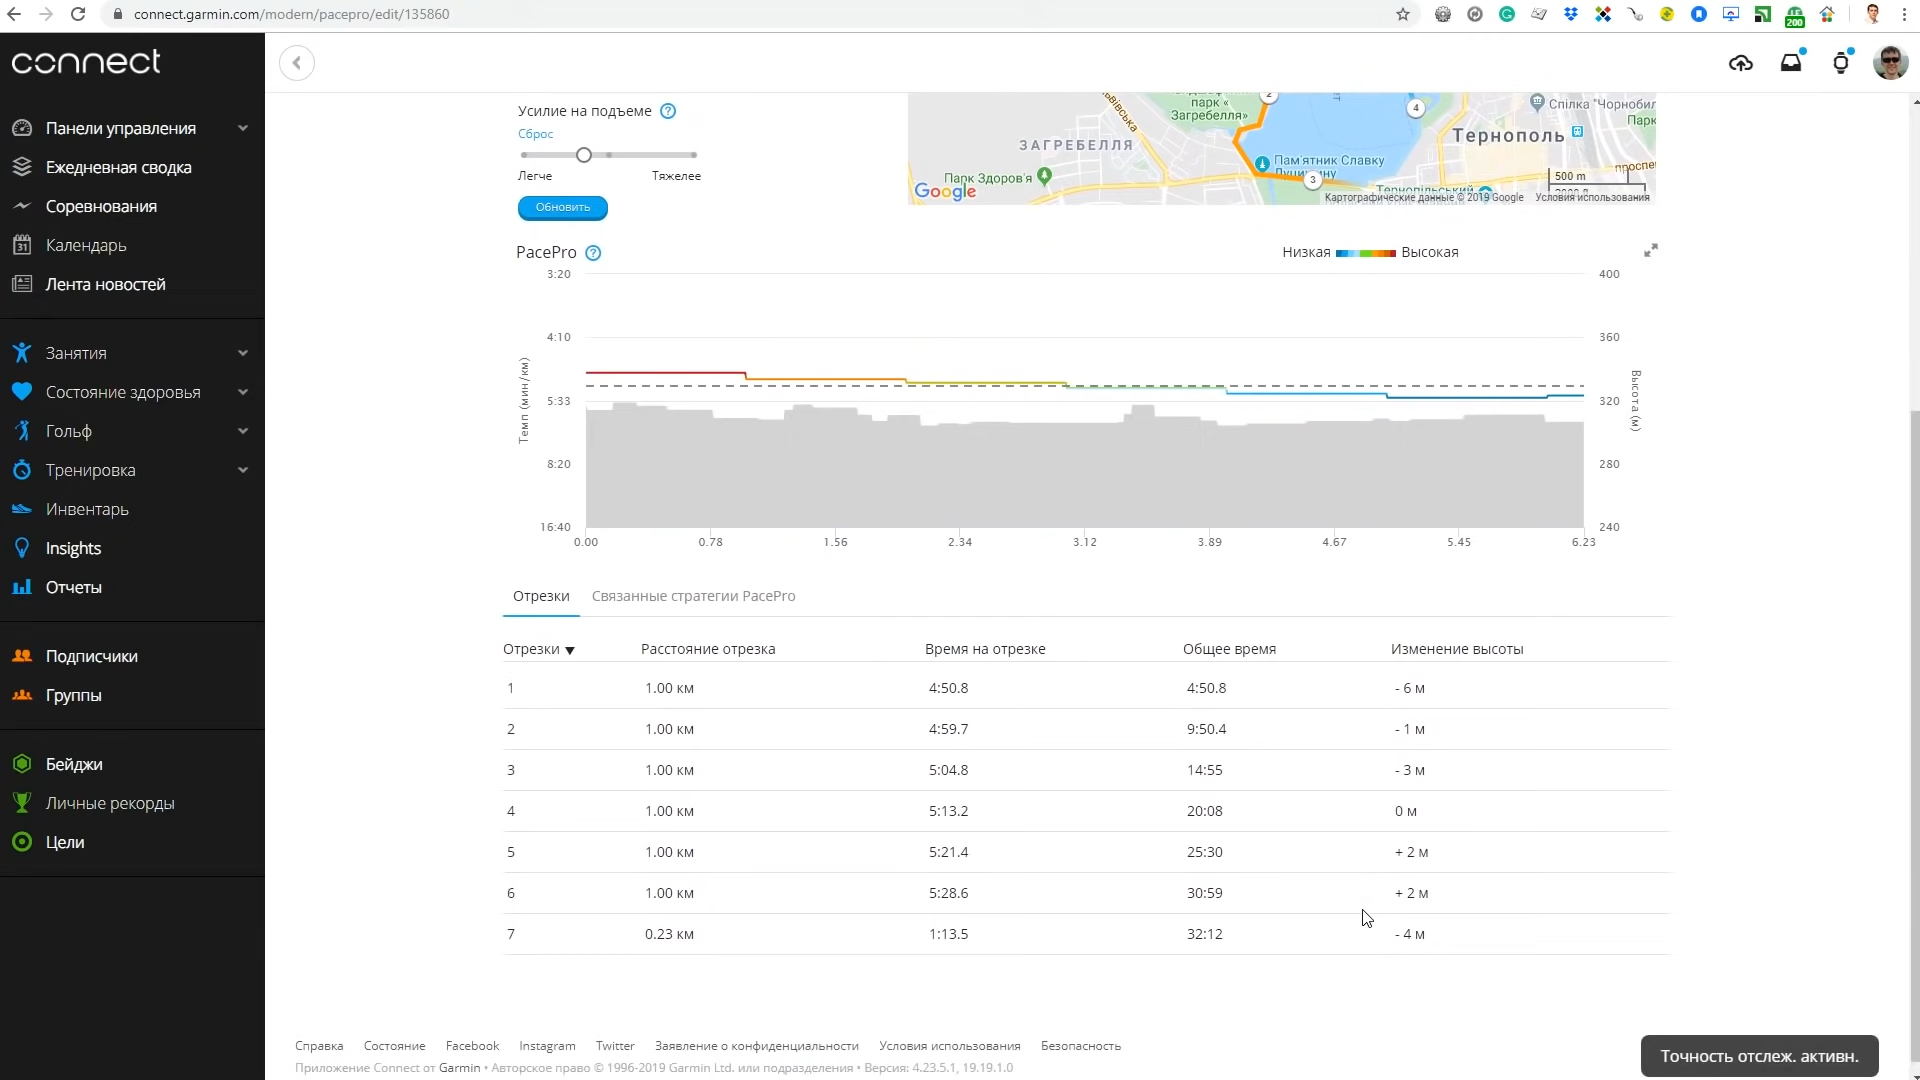 connect.garmin.com/modern/pacepro/edit/135860
200
connect
Панели управления
Ежедневная сводка
Соревнования
31 Календарь
Лента новостей
Занятия
Состояние здоровья
Гольф
Тренировка
Инвентарь
Insights
Отчеты
Подписчики
Группы
Бейджи
Личные рекорды
Цели
Усилие на подъеме ?
Сброс
Легче Тяжелее
Обновить
парк «
Загребелля»
ЗАГРЕБЕЛЛЯ
Парк Здоров'я
Пам'ятник Славку
2
3
4
Спілка "Чорнобил
Парк
Тернополь
проспе
500 m
Google
Картографические данные © 2019 Google Условия использования
PacePro ?
Низкая Высокая
3:20 400
4:10 360
5:33 320
8:20 280
16:40 240
Темп (мин/км)
Высота (м)
0.00 0.78 1.56 2.34 3.12 3.89 4.67 5.45 6.23
Отрезки Связанные стратегии PacePro
Отрезки ▼ Расстояние отрезка Время на отрезке Общее время Изменение высоты
1 1.00 км 4:50.8 4:50.8 - 6 м
2 1.00 км 4:59.7 9:50.4 - 1 м
3 1.00 км 5:04.8 14:55 - 3 м
4 1.00 км 5:13.2 20:08 0 м
5 1.00 км 5:21.4 25:30 + 2 м
6 1.00 км 5:28.6 30:59 + 2 м
7 0.23 км 1:13.5 32:12 - 4 м
Справка Состояние Facebook Instagram Twitter Заявление о конфиденциальности Условия использования Безопасность
Приложение Connect от Garmin • Авторское право © 1996-2019 Garmin Ltd. или подразделения • Версия: 4.23.5.1, 19.19.1.0
Точность отслеж. активн.